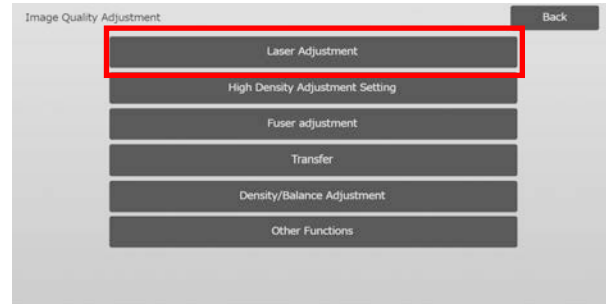 Image Quality Adjustment
Back
Laser Adjustment
High Density Adjustment Setting
Fuser adjustment
Transfer
Density/Balance Adjustment
Other Functions